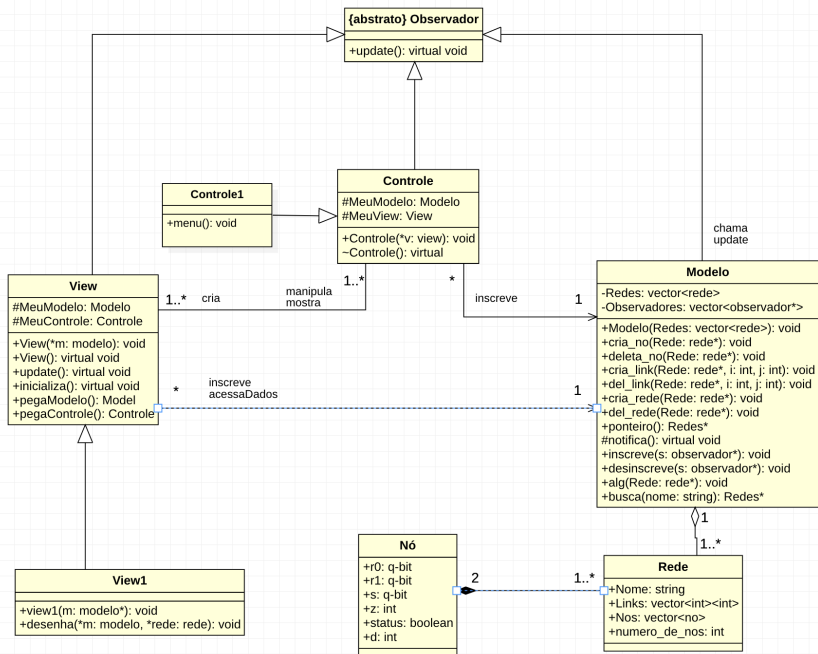 {abstrato} Observador
+update(): virtual void
Controle
#MeuModelo: Modelo
#MeuView: View
+Controle(*v: view): void
~Controle(): virtual
Controle1
+menu(): void
chama
update
View
#MeuModelo: Modelo
#MeuControle: Controle
+View(*m: modelo): void
+View(): virtual void
+update(): virtual void
+inicializa(): virtual void
+pegaModelo(): Model
+pegaControle(): Controle
1..*
cria
manipula
mostra
1..*
*
inscreve
1
*
inscreve
acessaDados
1
Modelo
-Redes: vector<rede>
-Observadores: vector<observador*>
+Modelo(Redes: vector<rede>): void
+cria_no(Rede: rede*): void
+deleta_no(Rede: rede*): void
+cria_link(Rede: rede*, i: int, j: int): void
+del_link(Rede: rede*, i: int, j: int): void
+cria_rede(Rede: rede*): void
+del_rede(Rede: rede*): void
+ponteiro(): Redes*
#notifica(): virtual void
+inscreve(s: observador*): void
+desinscreve(s: observador*): void
+alg(Rede: rede*): void
+busca(nome: string): Redes*
1
1..*
View1
+view1(m: modelo*): void
+desenha(*m: modelo, *rede: rede): void
Nó
+r0: q-bit
+r1: q-bit
+s: q-bit
+z: int
+status: boolean
+d: int
2
1..*
Rede
+Nome: string
+Links: vector<int><int>
+Nos: vector<no>
+numero_de_nos: int